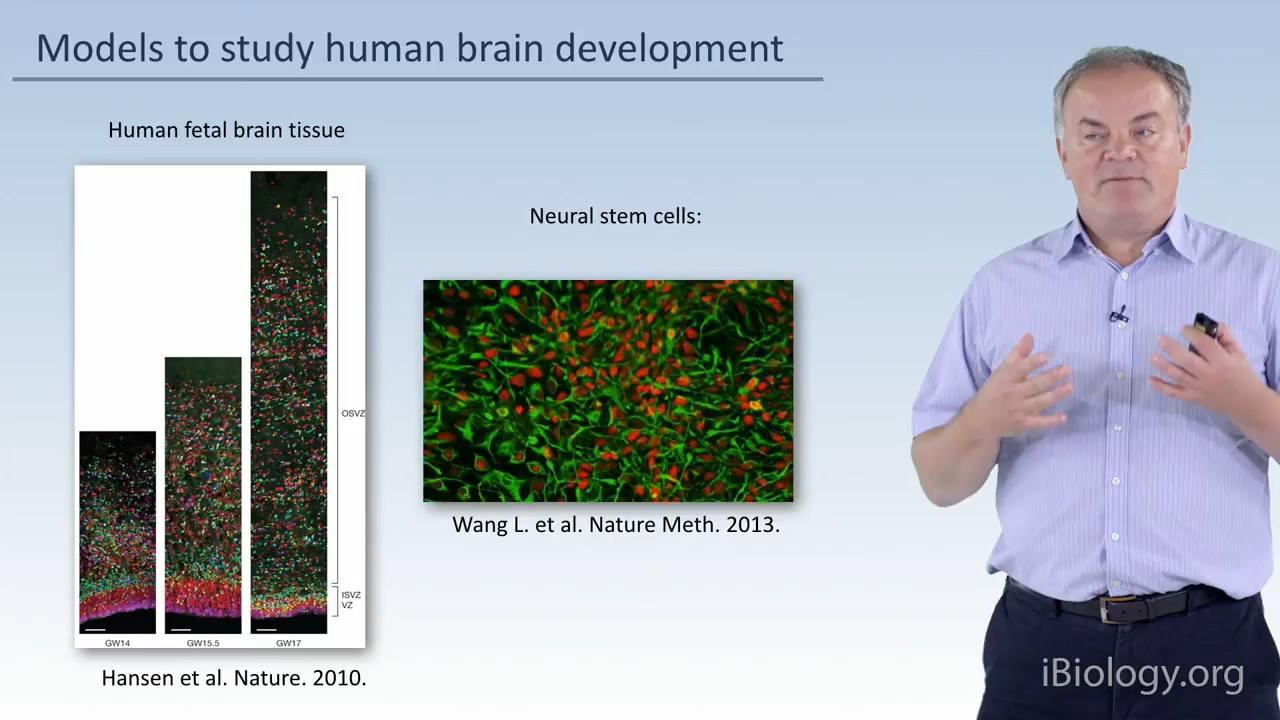 Models to study human brain development
Human fetal brain tissue
Neural stem cells:
OSVZ
ISVZ
VZ
GW14
GW15.5
GW17
Wang L. et al. Nature Meth. 2013.
Hansen et al. Nature. 2010.
iBiology.org